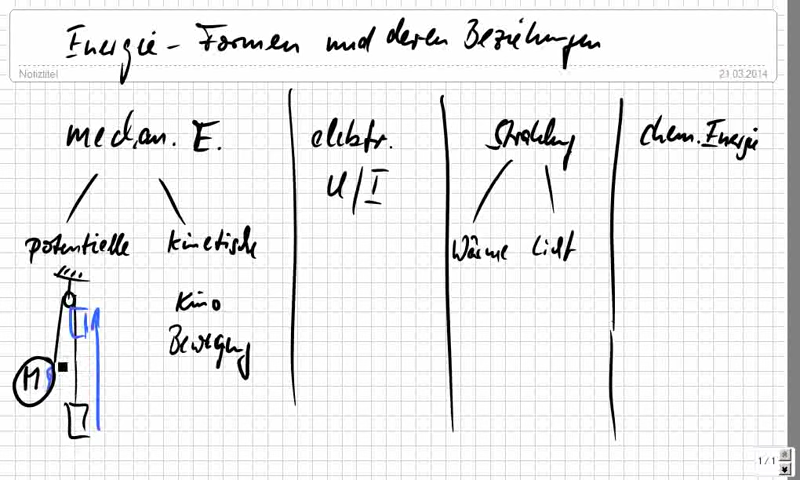 Energie - Formen und deren Beziehungen
Notiztitel
21.03.2014
mechan. E.
elektr.
U/I
Strahlung
chem. Energie
potentielle
kinetische
Wärme
Licht
Kino
Bewegung
M
1/1